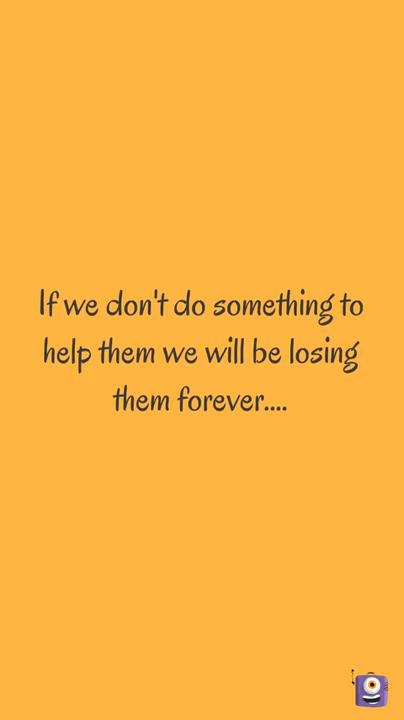 If we don't do something to
help them we will be losing
them forever....